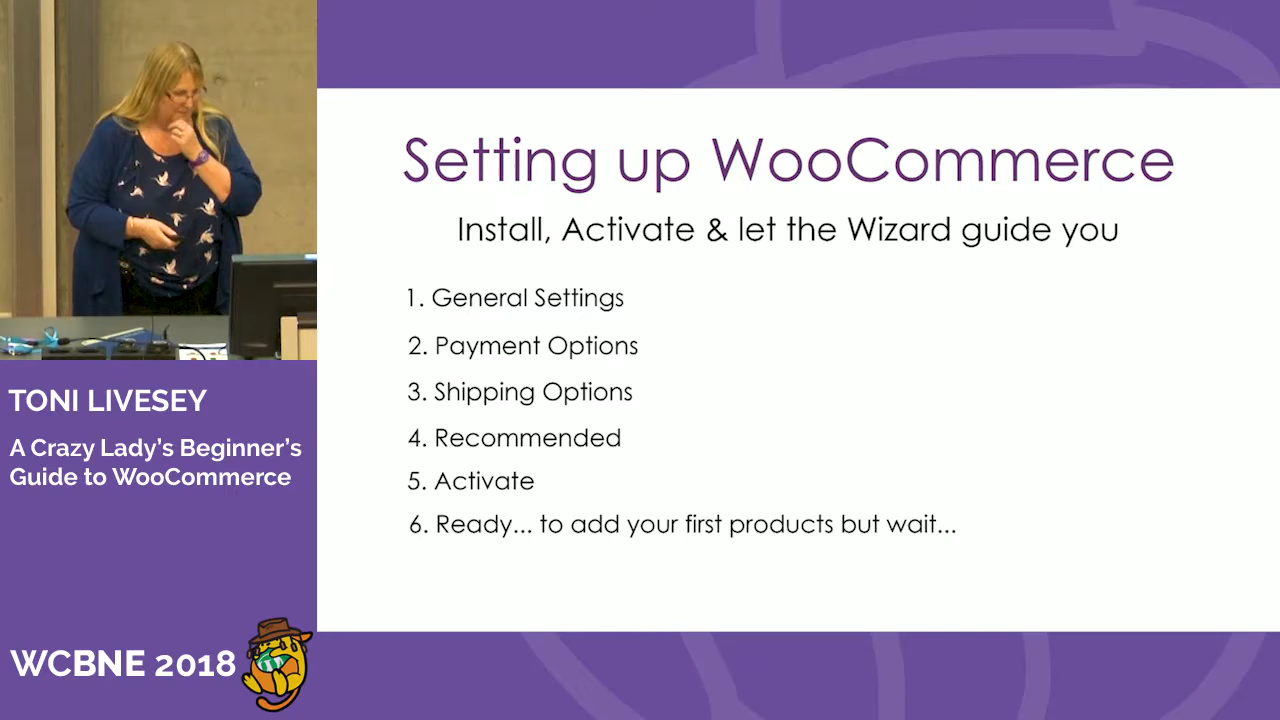 Setting up WooCommerce
Install, Activate & let the Wizard guide you
1. General Settings
2. Payment Options
3. Shipping Options
4. Recommended
5. Activate
6. Ready... to add your first products but wait...
TONI LIVESEY
A Crazy Lady's Beginner's
Guide to WooCommerce
WCBNE 2018